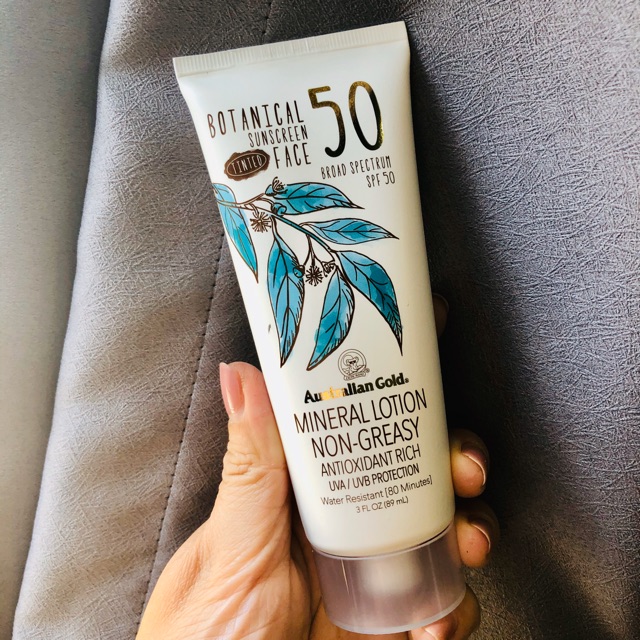 BOTANICAL
SUNSCREEN
TINTED
FACE
50
BROAD SPECTRUM
SPF 50
Australian Gold®
MINERAL LOTION
NON-GREASY
ANTIOXIDANT RICH
UVA/UVB PROTECTION
Water Resistant [80 Minutes]
3 FL OZ (89 mL)